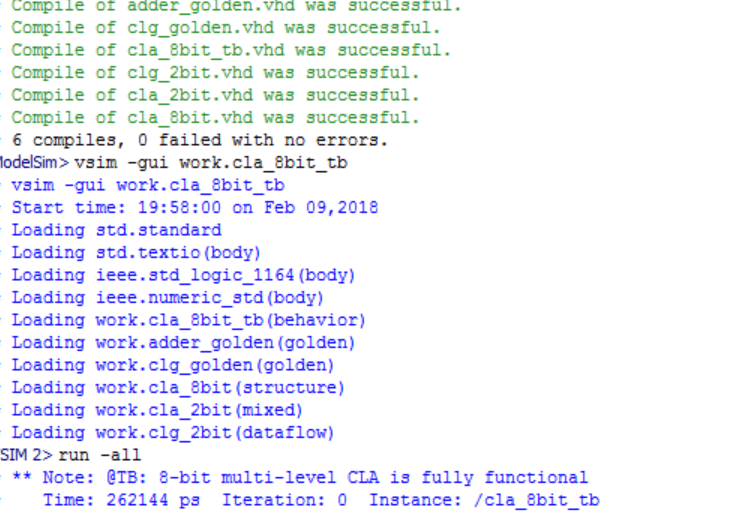 Compile of adder_golden.vhd was successful.
Compile of clg_golden.vhd was successful.
Compile of cla_8bit_tb.vhd was successful.
Compile of clg_2bit.vhd was successful.
Compile of cla_2bit.vhd was successful.
Compile of cla_8bit.vhd was successful.
6 compiles, 0 failed with no errors.
ModelSim> vsim -gui work.cla_8bit_tb
vsim -gui work.cla_8bit_tb
Start time: 19:58:00 on Feb 09,2018
Loading std.standard
Loading std.textio(body)
Loading ieee.std_logic_1164(body)
Loading ieee.numeric_std(body)
Loading work.cla_8bit_tb(behavior)
Loading work.adder_golden(golden)
Loading work.clg_golden(golden)
Loading work.cla_8bit(structure)
Loading work.cla_2bit(mixed)
Loading work.clg_2bit(dataflow)
SIM 2> run -all
** Note: @TB: 8-bit multi-level CLA is fully functional
Time: 262144 ps  Iteration: 0  Instance: /cla_8bit_tb